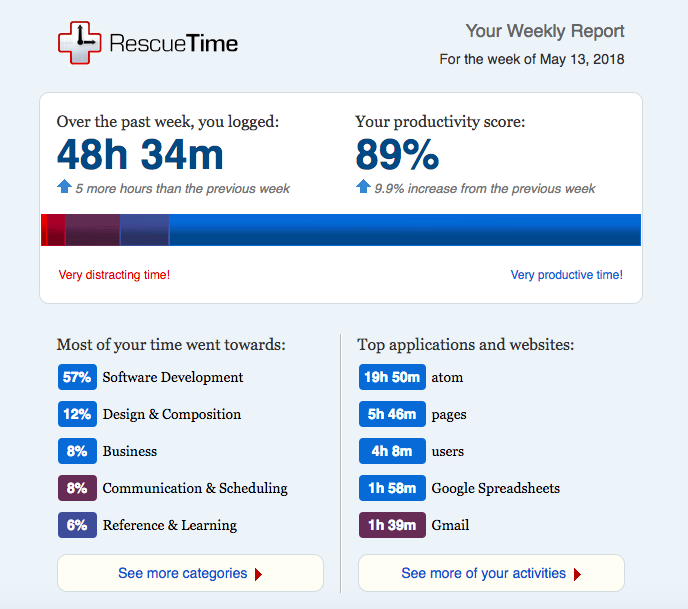 RescueTime
Your Weekly Report
For the week of May 13, 2018
Over the past week, you logged:
48h 34m
5 more hours than the previous week
Your productivity score:
89%
9.9% increase from the previous week
Very distracting time!
Very productive time!
Most of your time went towards:
57% Software Development
12% Design & Composition
8% Business
8% Communication & Scheduling
6% Reference & Learning
See more categories
Top applications and websites:
19h 50m atom
5h 46m pages
4h 8m users
1h 58m Google Spreadsheets
1h 39m Gmail
See more of your activities